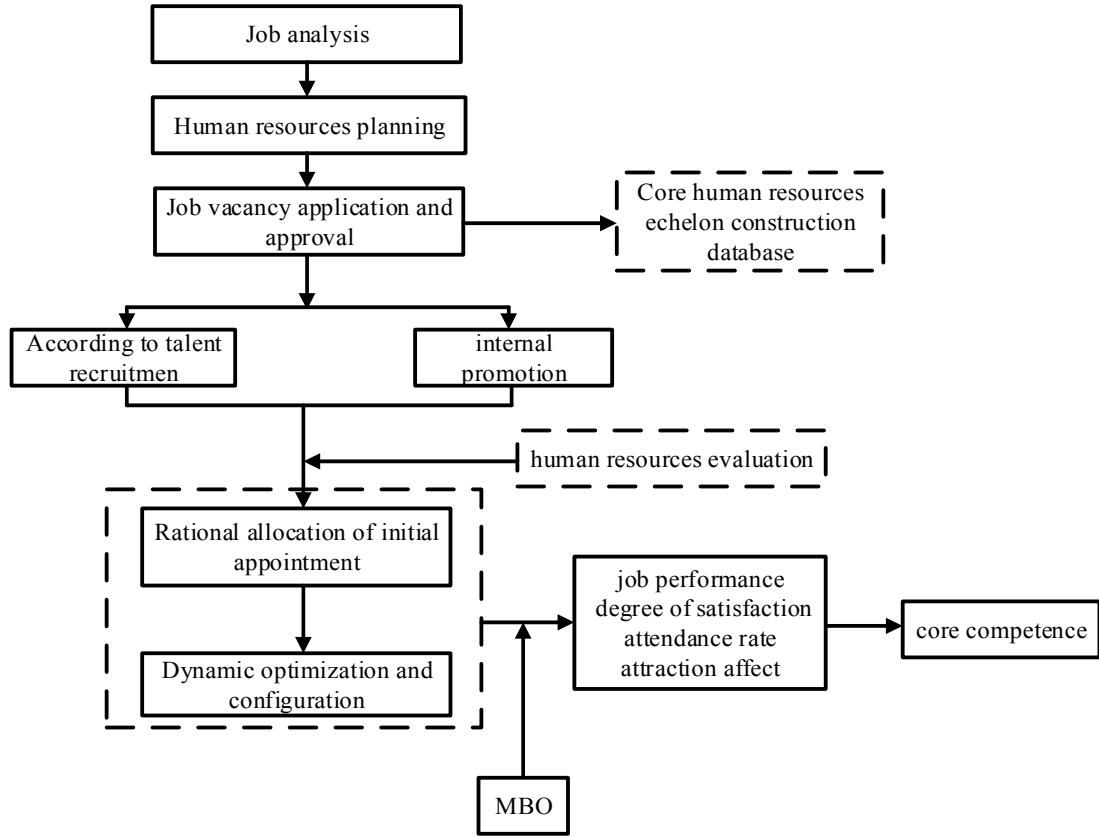 Job analysis
Human resources planning
Job vacancy application and
approval
Core human resources
echelon construction
database
According to talent
recruitmen
internal
promotion
human resources evaluation
Rational allocation of initial
appointment
job performance
degree of satisfaction
attendance rate
attraction affect
core competence
Dynamic optimization and
configuration
MBO